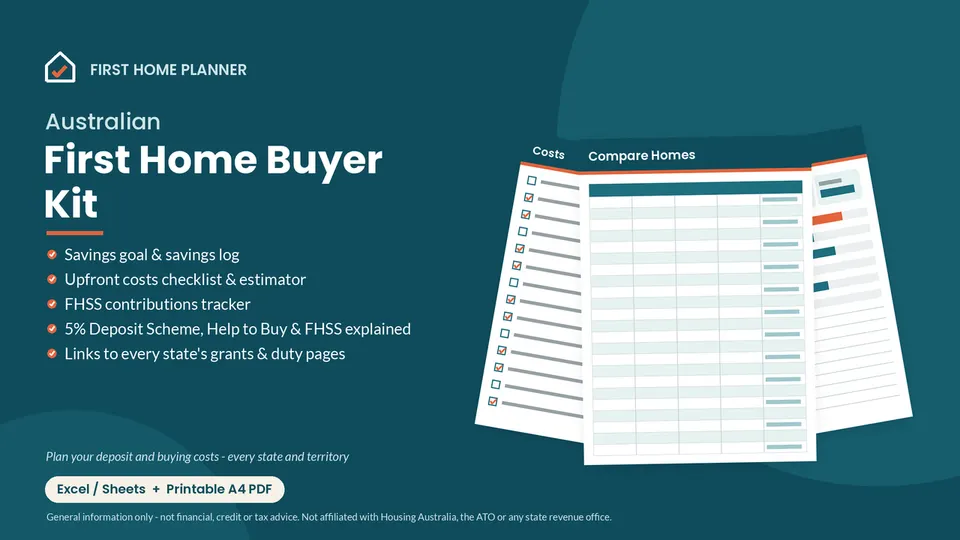 FIRST HOME PLANNER
Australian
First Home Buyer
Kit
Savings goal & savings log
Upfront costs checklist & estimator
FHSS contributions tracker
5% Deposit Scheme, Help to Buy & FHSS explained
Links to every state's grants & duty pages
Costs
Compare Homes
Plan your deposit and buying costs - every state and territory
Excel / Sheets + Printable A4 PDF
General information only - not financial, credit or tax advice. Not affiliated with Housing Australia, the ATO or any state revenue office.